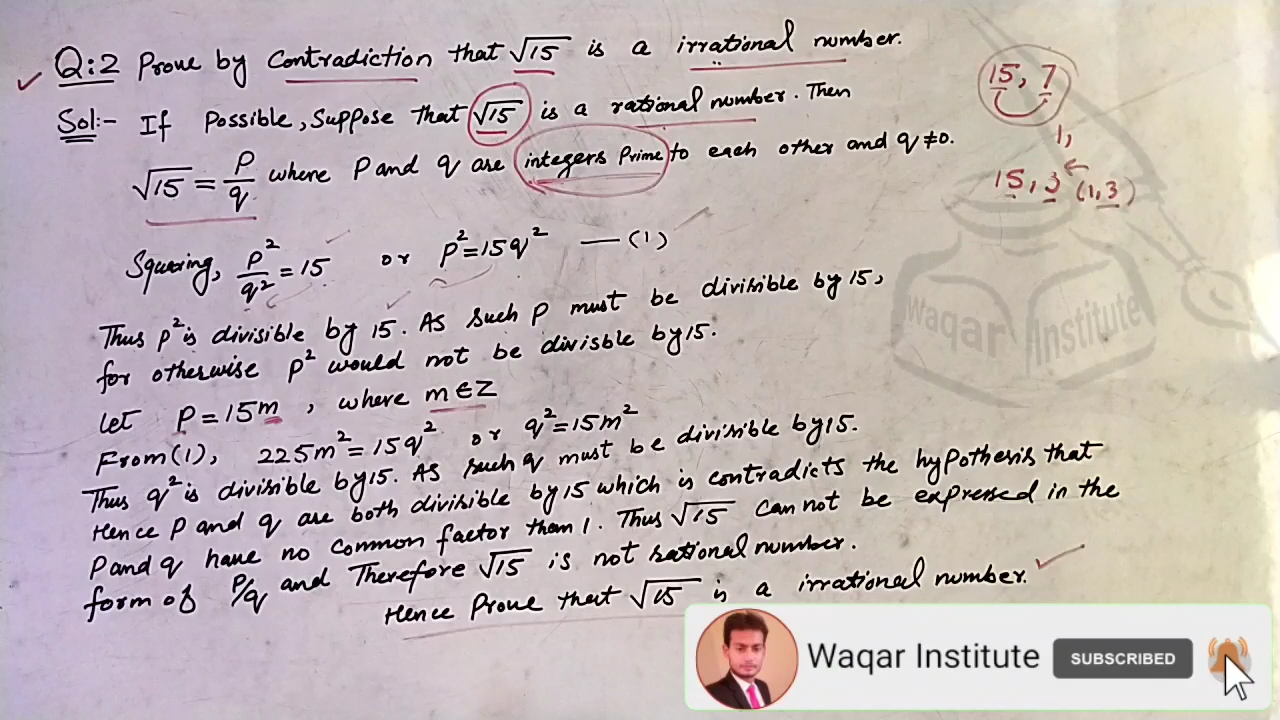 Q:2 Prove by Contradiction that √15 is a irrational number.
Sol:- If Possible, Suppose that √15 is a rational number. Then
√15 = P/q where P and q are integers Prime to each other and q ≠ 0.
Squaring, P²/q² = 15 or P² = 15q² — (1)
Thus P² is divisible by 15. As such P must be divisible by 15,
for otherwise P² would not be divisble by 15.
let P = 15m, where m ∈ Z
From (1), 225m² = 15q² or q² = 15m²
Thus q² is divisible by 15. As such q must be divisible by 15.
Hence P and q are both divisible by 15 which is contradicts the hypothesis that
P and q have no common factor than 1. Thus √15 can not be expressed in the
form of P/q and Therefore √15 is not rational number.
Hence Prove that √15 is a irrational number.
15, 7
1,
15, 3 (1,3)
Waqar Institute
Waqar Institute SUBSCRIBED